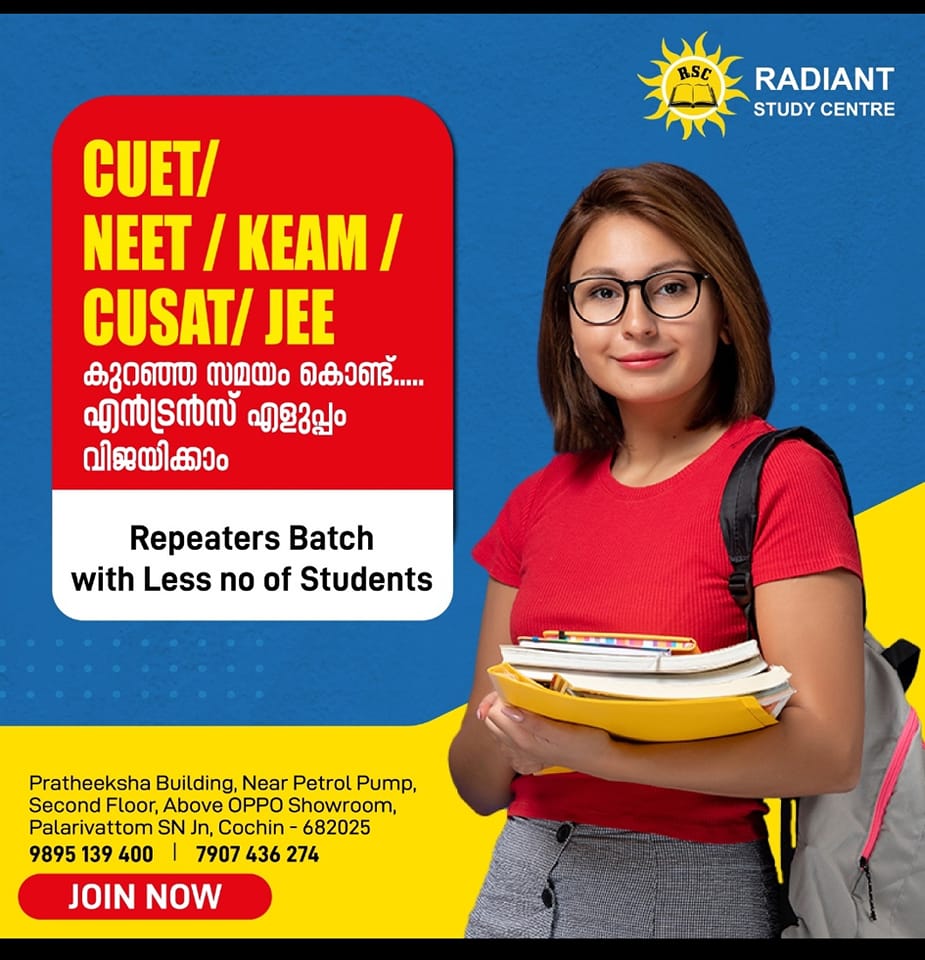 RSC
RADIANT
STUDY CENTRE
CUET/
NEET / KEAM /
CUSAT/ JEE
കുറഞ്ഞ സമയം കൊണ്ട്.....
എൻട്രൻസ് എളുപ്പം
വിജയിക്കാം
Repeaters Batch
with Less no of Students
Pratheeksha Building, Near Petrol Pump,
Second Floor, Above OPPO Showroom,
Palarivattom SN Jn, Cochin - 682025
9895 139 400 | 7907 436 274
JOIN NOW